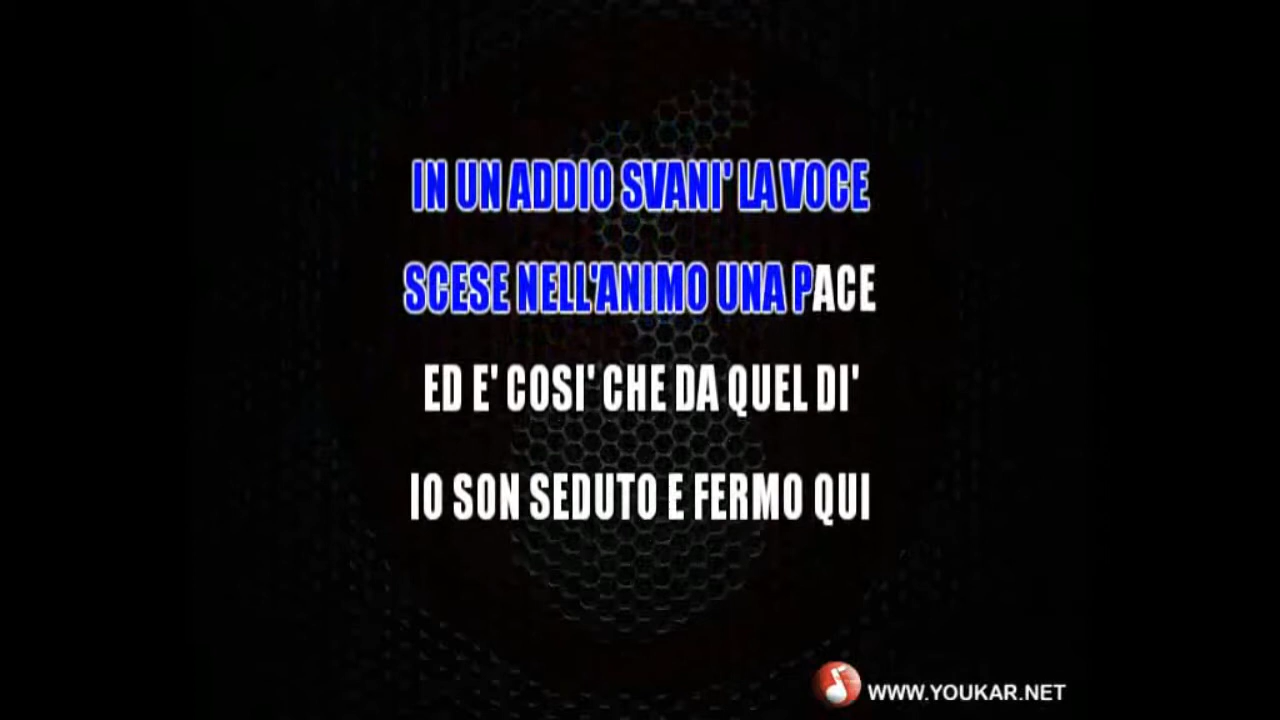 IN UN ADDIO SVANI' LA VOCE
SCESE NELL'ANIMO UNA PACE
ED E' COSI' CHE DA QUEL DI'
IO SON SEDUTO E FERMO QUI
WWW.YOUKAR.NET